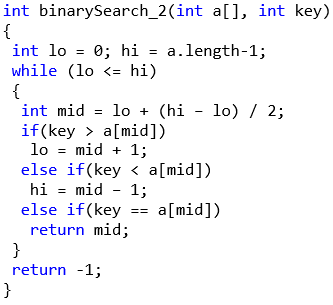 int binarySearch_2(int a[], int key)
{
int lo = 0; hi = a.length-1;
while (lo <= hi)
{
int mid = lo + (hi – lo) / 2;
if(key > a[mid])
lo = mid + 1;
else if(key < a[mid])
hi = mid – 1;
else if(key == a[mid])
return mid;
}
return -1;
}